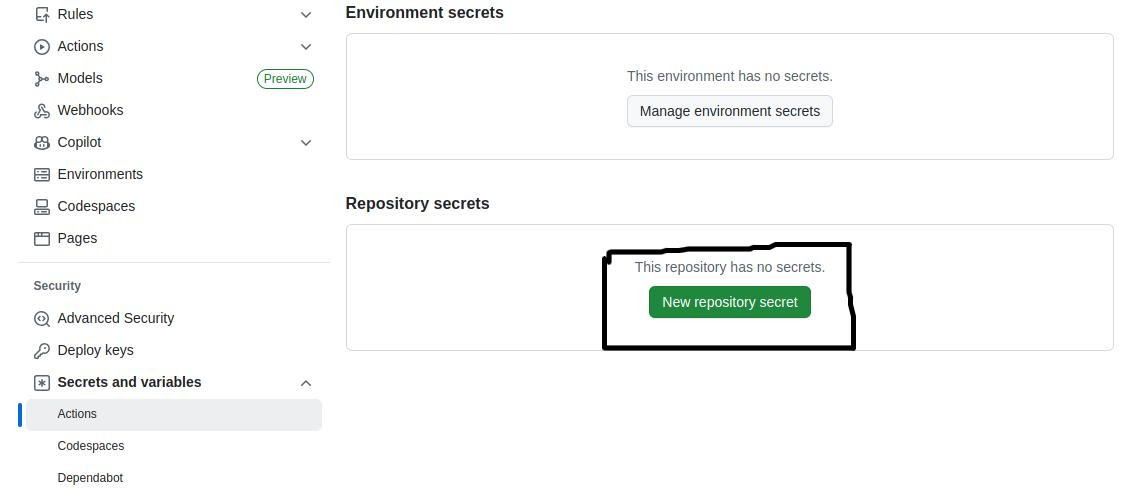 Rules
Actions
Models
Preview
Webhooks
Copilot
Environments
Codespaces
Pages
Security
Advanced Security
Deploy keys
Secrets and variables
Actions
Codespaces
Dependabot
Environment secrets
This environment has no secrets.
Manage environment secrets
Repository secrets
This repository has no secrets.
New repository secret